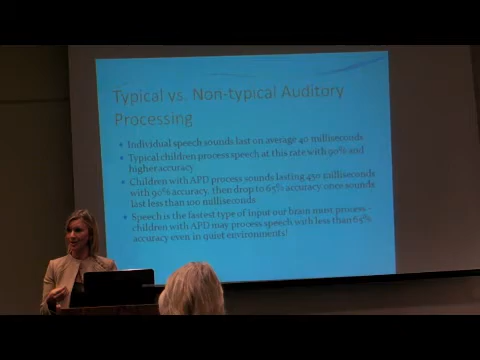 Typical vs. Non-typical Auditory
Processing
Individual speech sounds last on average 40 milliseconds
Typical children process speech at this rate with 90% and
higher accuracy
Children with APD process sounds lasting 450 milliseconds
with 90% accuracy, then drop to 65% accuracy once sounds
last less than 100 milliseconds
Speech is the fastest type of input our brain must process -
children with APD may process speech with less than 65%
accuracy even in quiet environments!